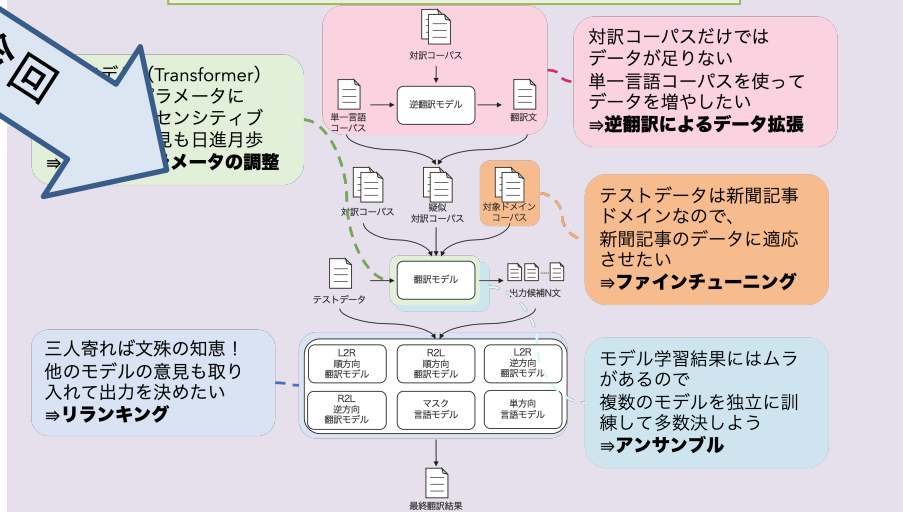 今回
(Transformer)
ラメータに
センシティブ
見も日進月歩
⇛
メータの調整
対訳コーパス
単一言語
コーパス
逆翻訳モデル
翻訳文
対訳コーパスだけでは
データが足りない
単一言語コーパスを使って
データを増やしたい
⇛逆翻訳によるデータ拡張
対訳コーパス
疑似
対訳コーパス
対象ドメイン
コーパス
テストデータは新聞記事
ドメインなので、
新聞記事のデータに適応
させたい
⇛ファインチューニング
テストデータ
翻訳モデル
出力候補N文
三人寄れば文殊の知恵！
他のモデルの意見も取り
入れて出力を決めたい
⇛リランキング
L2R
順方向
翻訳モデル
R2L
順方向
翻訳モデル
L2R
逆方向
翻訳モデル
R2L
逆方向
翻訳モデル
マスク
言語モデル
単方向
言語モデル
モデル学習結果にはムラ
があるので
複数のモデルを独立に訓
練して多数決しよう
⇛アンサンブル
最終翻訳結果